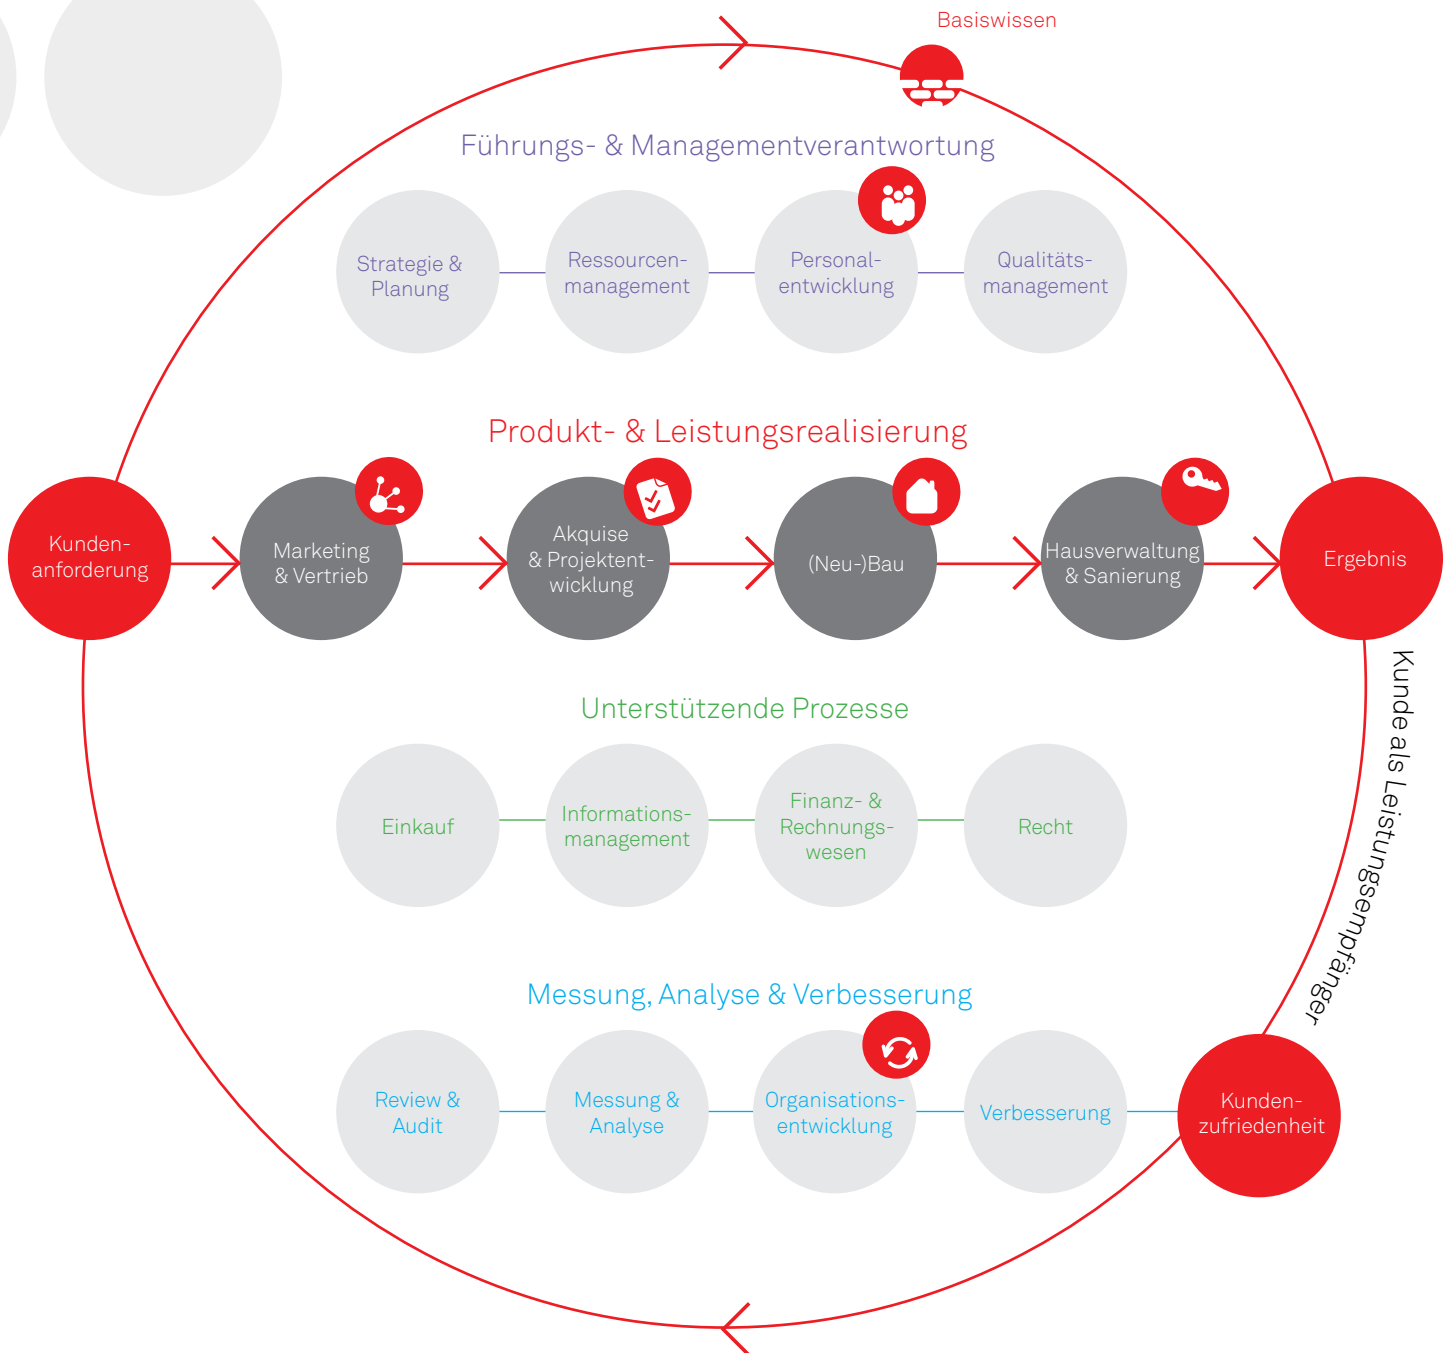 Basiswissen
Führungs- & Managementverantwortung
Strategie &
Planung
Ressourcen-
management
Personal-
entwicklung
Qualitäts-
management
Produkt- & Leistungsrealisierung
Kunden-
anforderung
Marketing
& Vertrieb
Akquise
& Projektent-
wicklung
(Neu-)Bau
Hausverwaltung
& Sanierung
Ergebnis
Kunde als Leistungsempfänger
Unterstützende Prozesse
Einkauf
Informations-
management
Finanz- &
Rechnungs-
wesen
Recht
Messung, Analyse & Verbesserung
Review &
Audit
Messung &
Analyse
Organisations-
entwicklung
Verbesserung
Kunden-
zufriedenheit